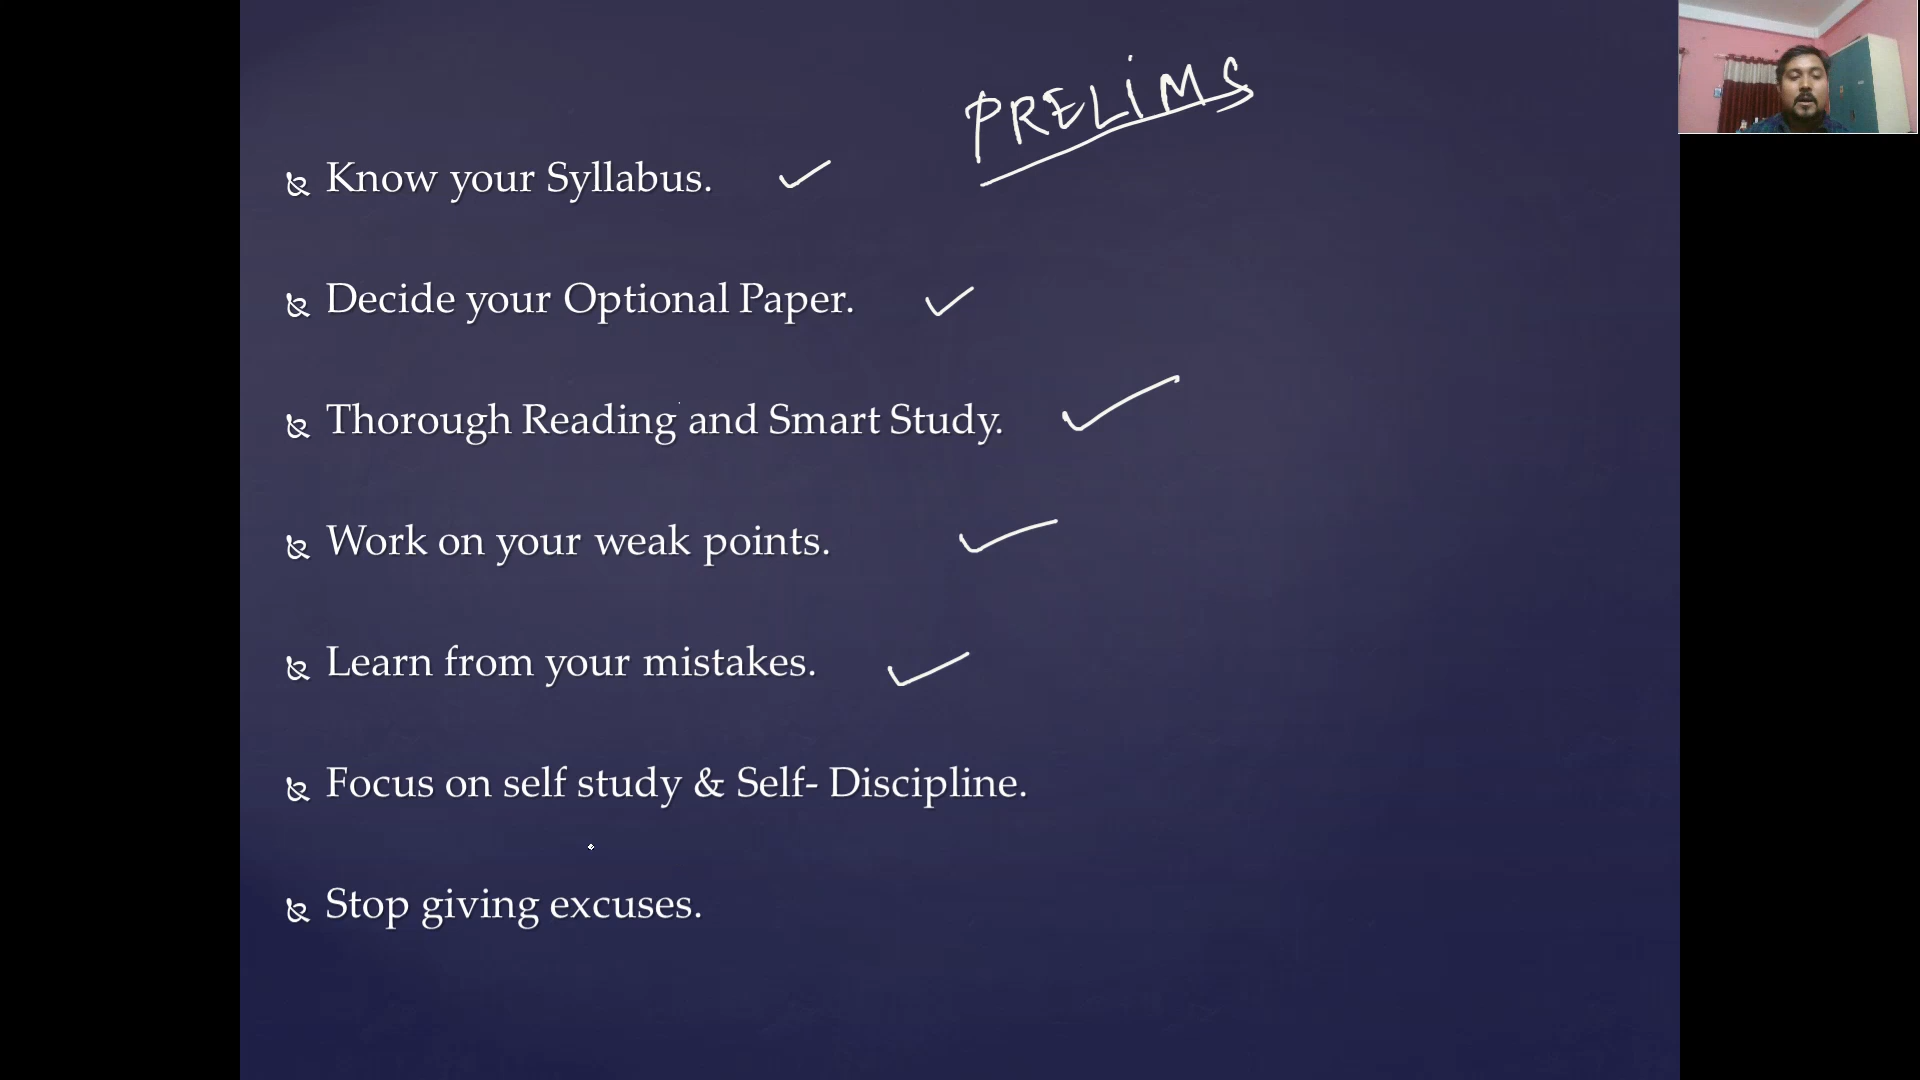 PRELIMS
Know your Syllabus.
Decide your Optional Paper.
Thorough Reading and Smart Study.
Work on your weak points.
Learn from your mistakes.
Focus on self study & Self- Discipline.
Stop giving excuses.